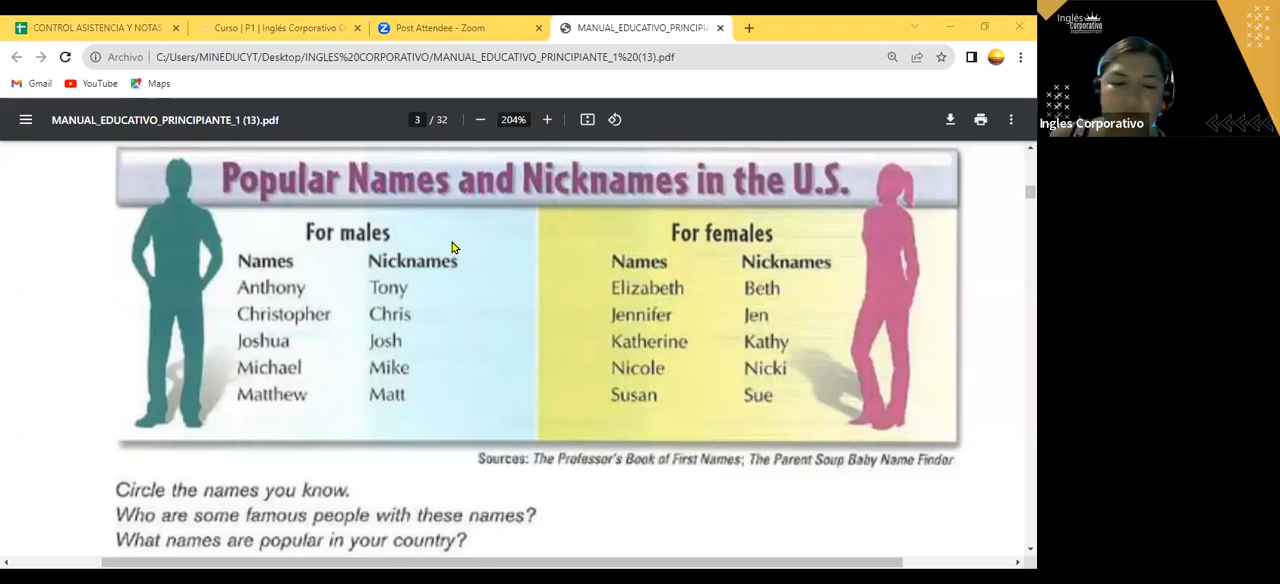 CONTROL ASISTENCIA Y NOTAS
Curso | P1 | Inglés Corporativo C
Post Attendee - Zoom
MANUAL_EDUCATIVO_PRINCIPIA
Archivo
C:/Users/MINEDUCYT/Desktop/INGLES%20CORPORATIVO/MANUAL_EDUCATIVO_PRINCIPIANTE_1%20(13).pdf
Gmail
YouTube
Maps
MANUAL_EDUCATIVO_PRINCIPIANTE_1 (13).pdf
3 / 32
204%
Popular Names and Nicknames in the U.S.
For males
Names Nicknames
Anthony Tony
Christopher Chris
Joshua Josh
Michael Mike
Matthew Matt
For females
Names Nicknames
Elizabeth Beth
Jennifer Jen
Katherine Kathy
Nicole Nicki
Susan Sue
Sources: The Professor's Book of First Names; The Parent Soup Baby Name Finder
Circle the names you know.
Who are some famous people with these names?
What names are popular in your country?
Inglés
Corporativo
Ingles Corporativo